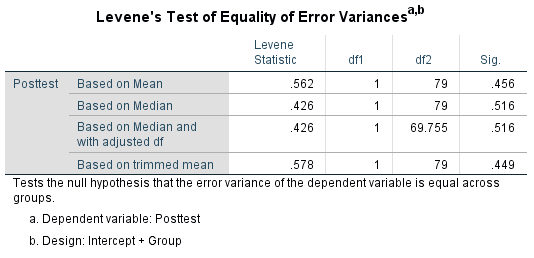 Levene's Test of Equality of Error Variancesa,b
Levene Statistic df1 df2 Sig.
Posttest Based on Mean .562 1 79 .456
Based on Median .426 1 79 .516
Based on Median and with adjusted df .426 1 69.755 .516
Based on trimmed mean .578 1 79 .449
Tests the null hypothesis that the error variance of the dependent variable is equal across
groups.
a. Dependent variable: Posttest
b. Design: Intercept + Group